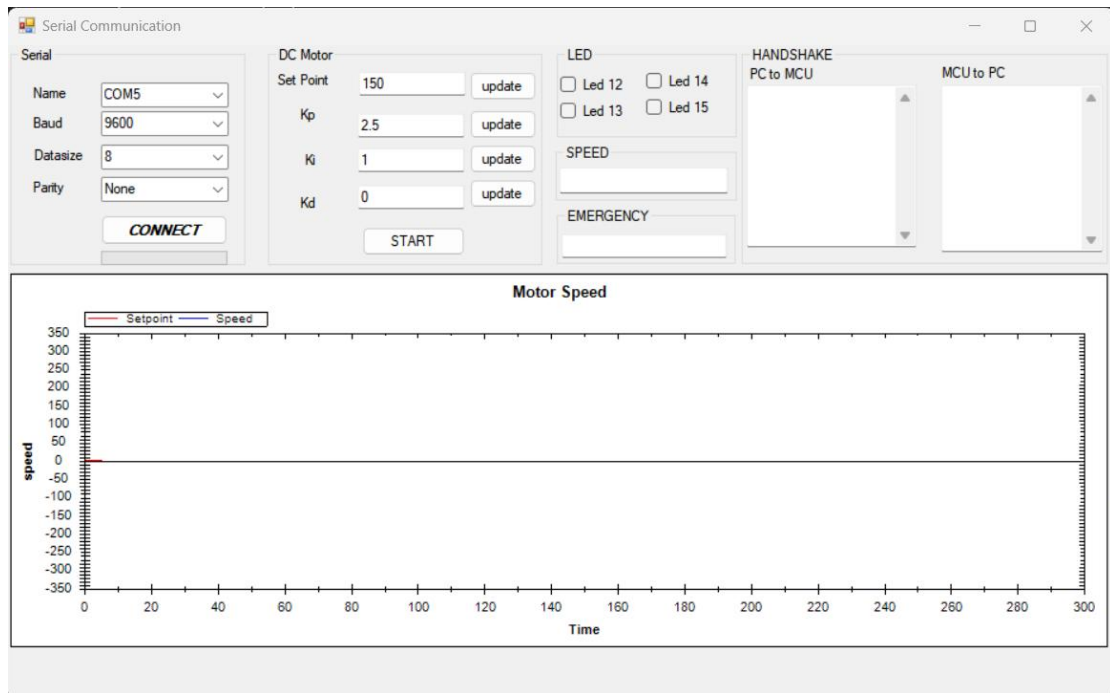 Serial Communication
Serial
Name COM5
Baud 9600
Datasize 8
Parity None
CONNECT
DC Motor
Set Point 150 update
Kp 2.5 update
Ki 1 update
Kd 0 update
START
LED
Led 12 Led 14
Led 13 Led 15
SPEED
EMERGENCY
HANDSHAKE
PC to MCU MCU to PC
Motor Speed
Setpoint Speed
350
300
250
200
150
100
50
0
-50
-100
-150
-200
-250
-300
-350
speed
0 20 40 60 80 100 120 140 160 180 200 220 240 260 280 300
Time